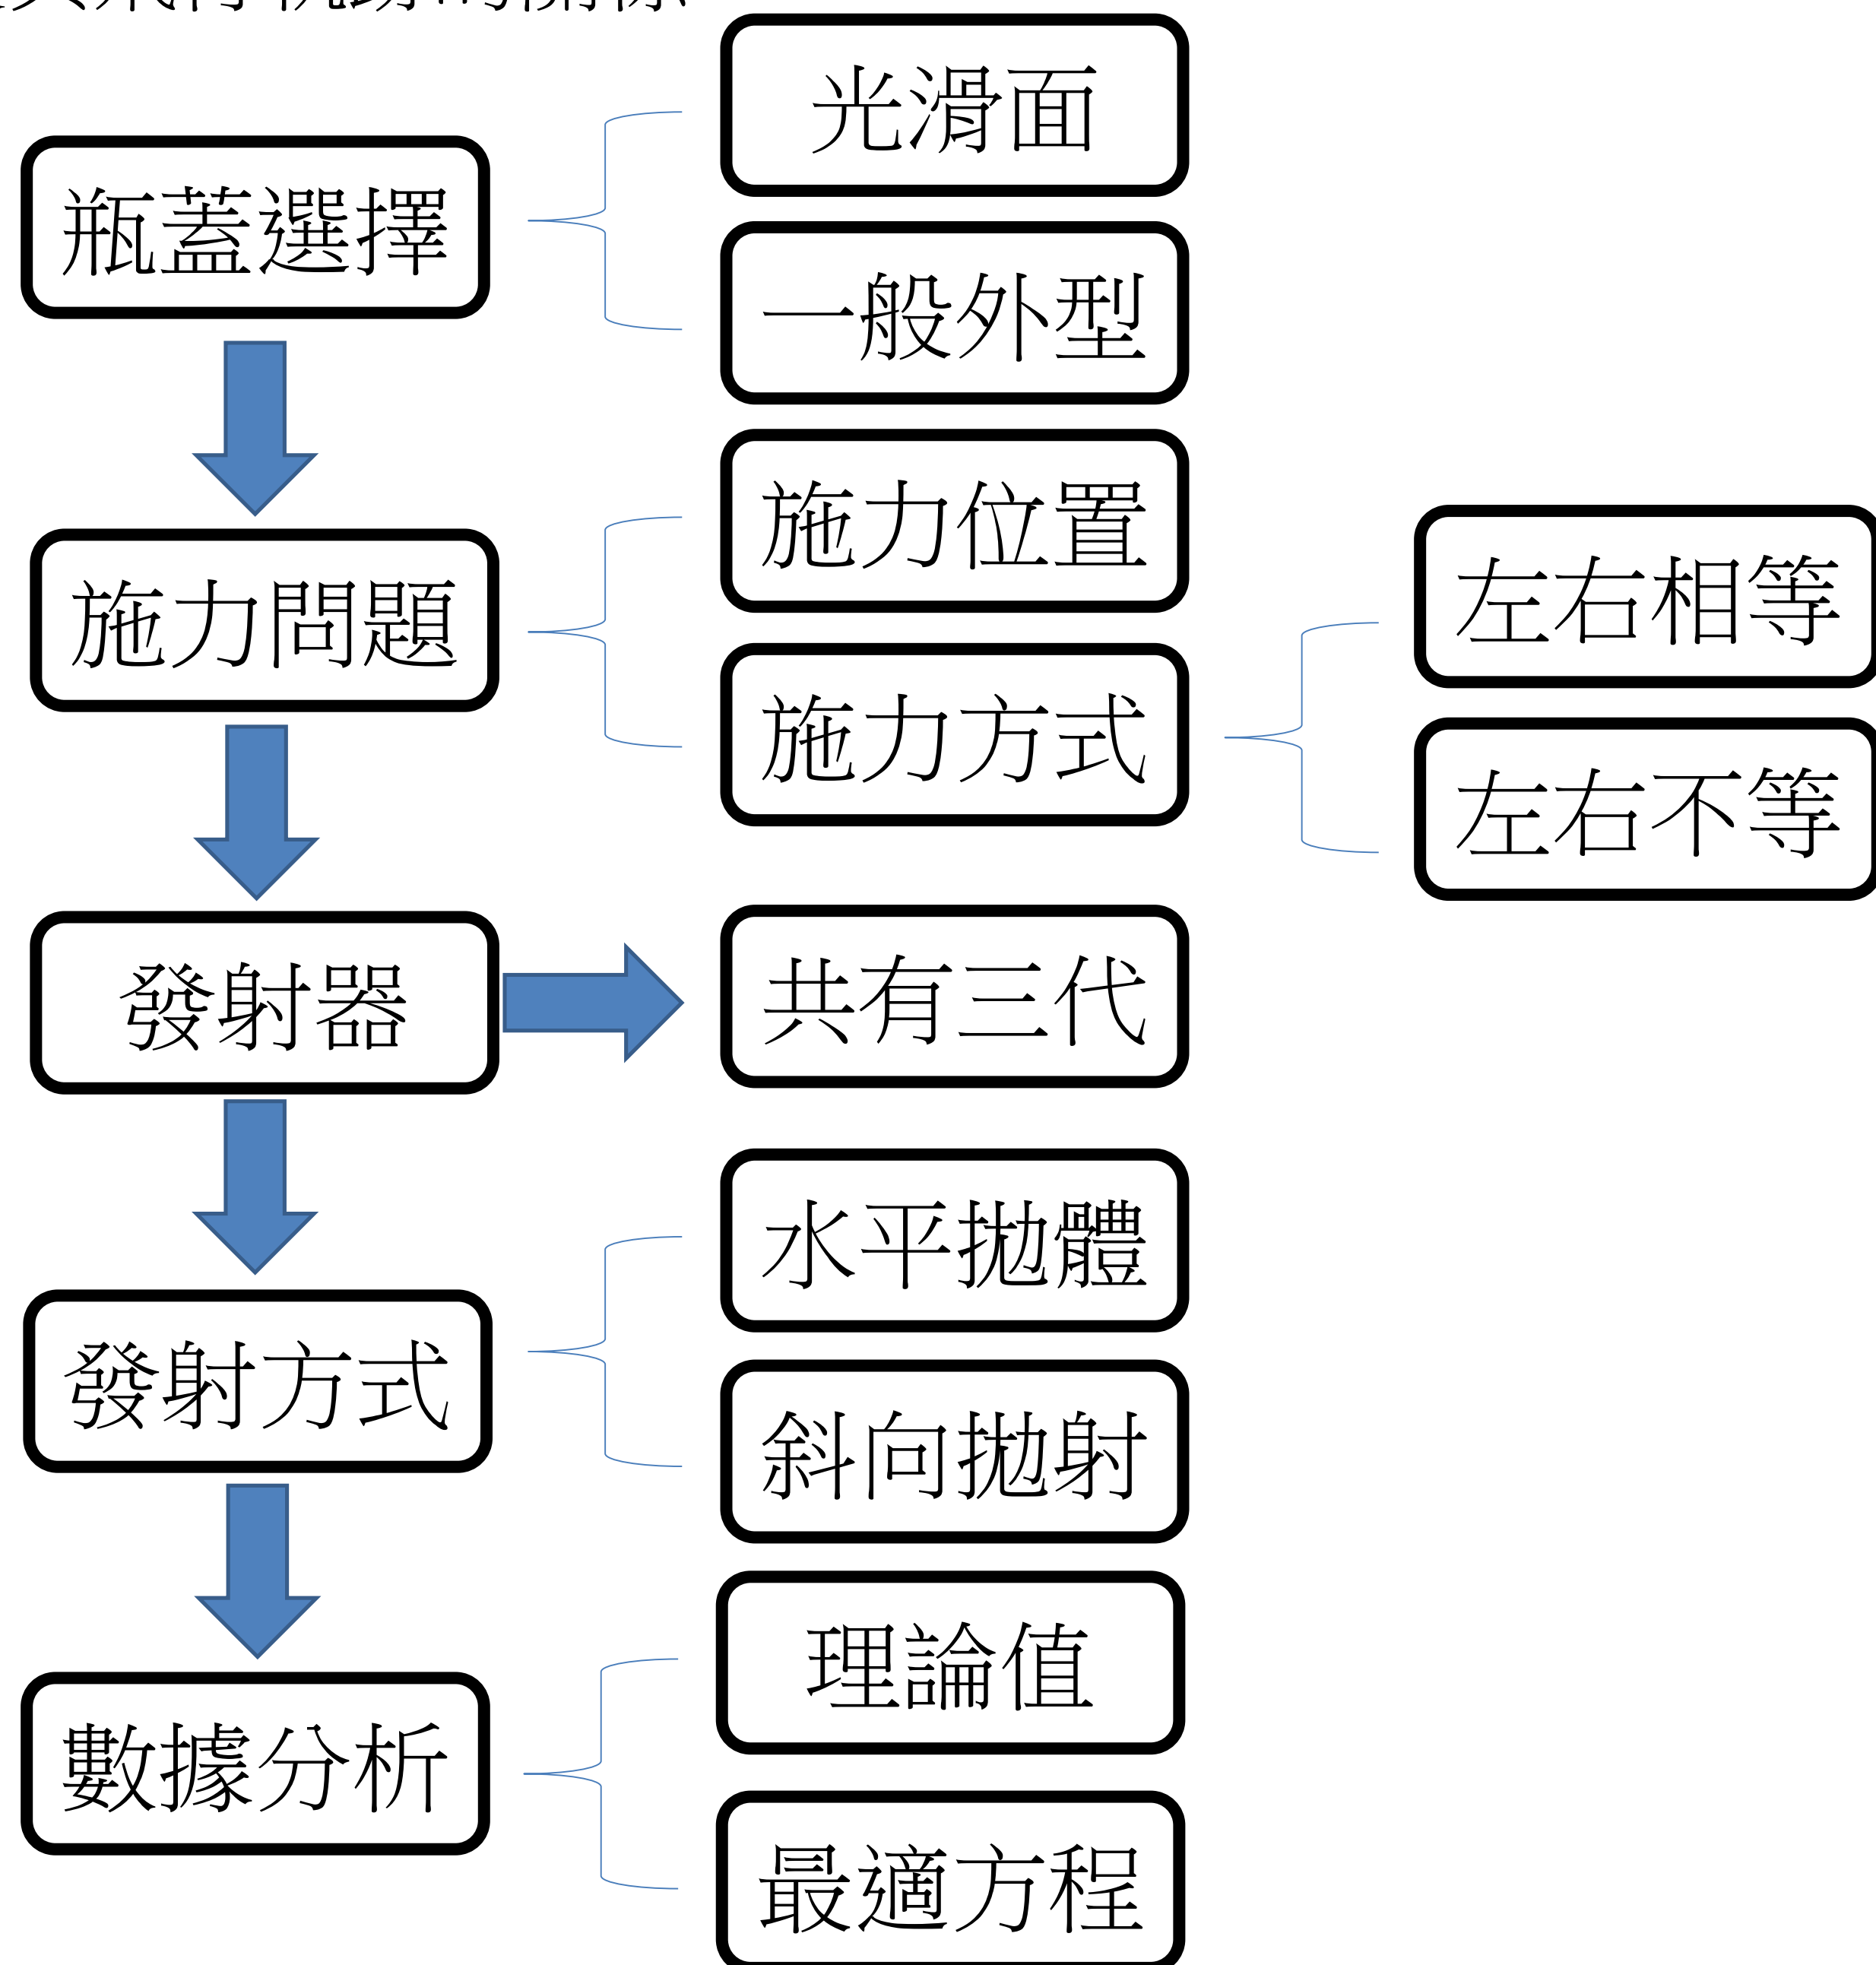 瓶蓋選擇
光滑面
一般外型
施力問題
施力位置
施力方式
左右相等
左右不等
發射器
共有三代
發射方式
水平拋體
斜向拋射
數據分析
理論值
最適方程